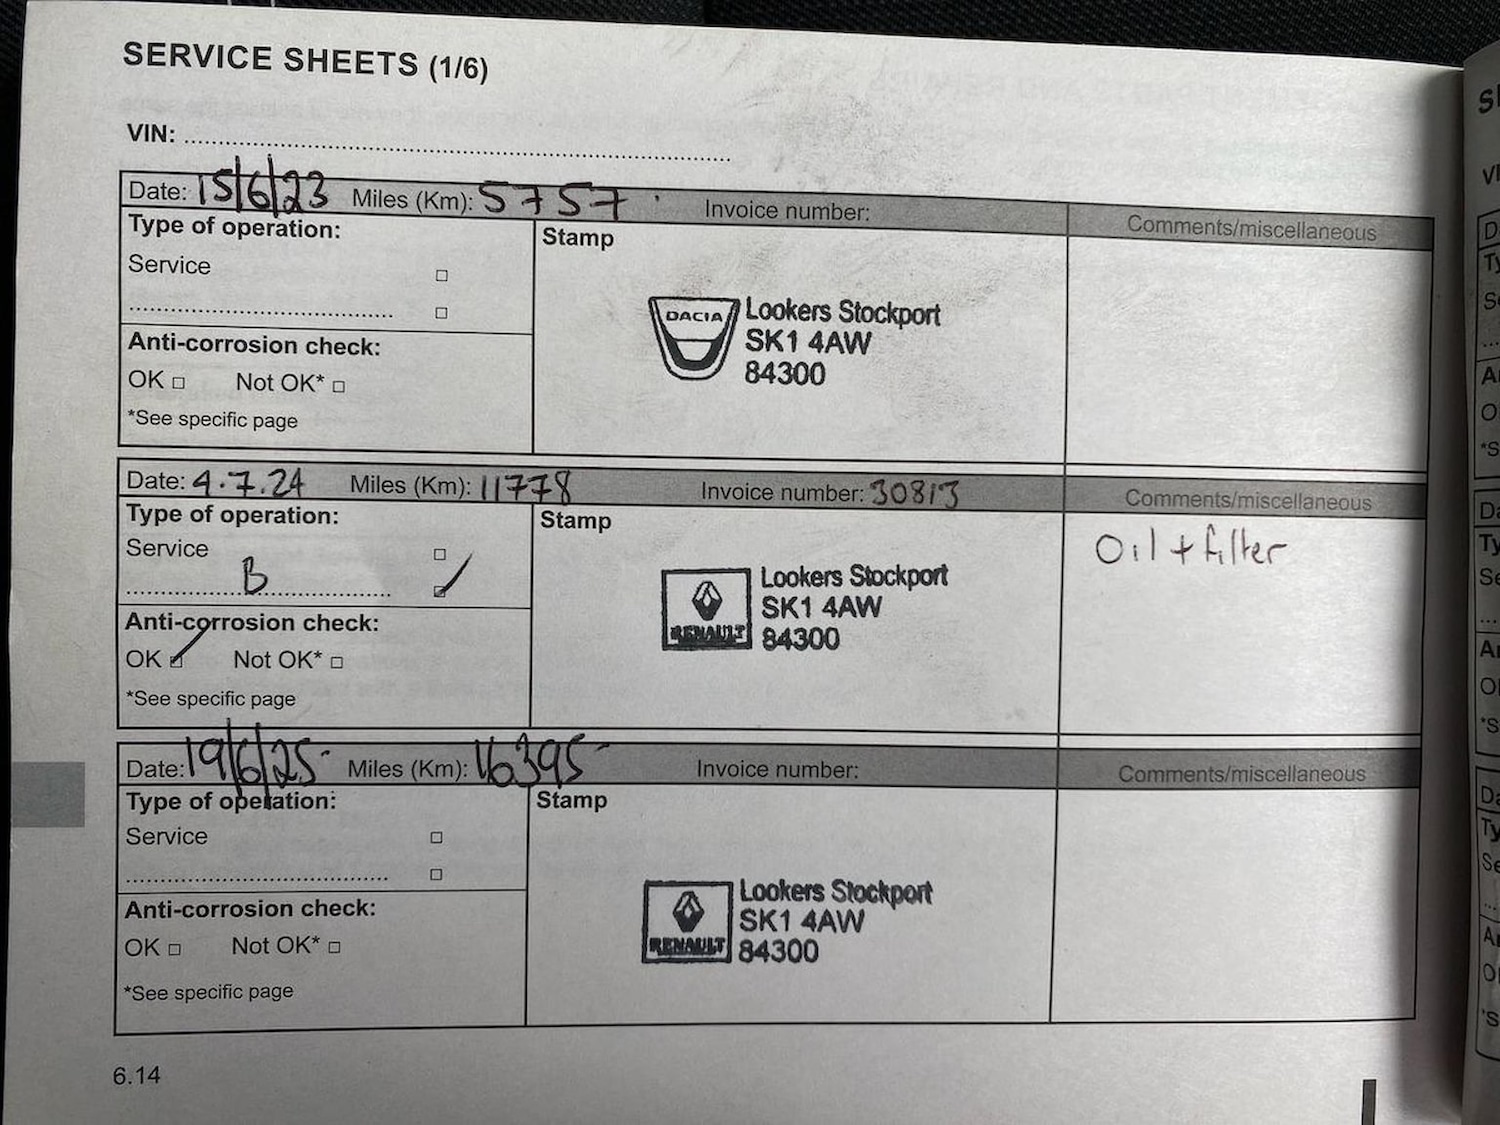 SERVICE SHEETS (1/6)
VIN: ........................................................................
Date: 15/6/23 Miles (Km): 5757 Invoice number: Comments/miscellaneous
Type of operation:
Stamp
Service □
............................................ □
Anti-corrosion check:
OK □ Not OK* □
*See specific page
DACIA
Lookers Stockport
SK1 4AW
84300
Date: 4.7.24 Miles (Km): 11778 Invoice number: 30813 Comments/miscellaneous
Type of operation:
Stamp
Service □
B
Anti-corrosion check:
OK Not OK* □
*See specific page
RENAULT
Lookers Stockport
SK1 4AW
84300
Oil + filter
Date: 19/6/25 Miles (Km): 16395 Invoice number: Comments/miscellaneous
Type of operation:
Stamp
Service □
............................................ □
Anti-corrosion check:
OK □ Not OK* □
*See specific page
RENAULT
Lookers Stockport
SK1 4AW
84300
6.14